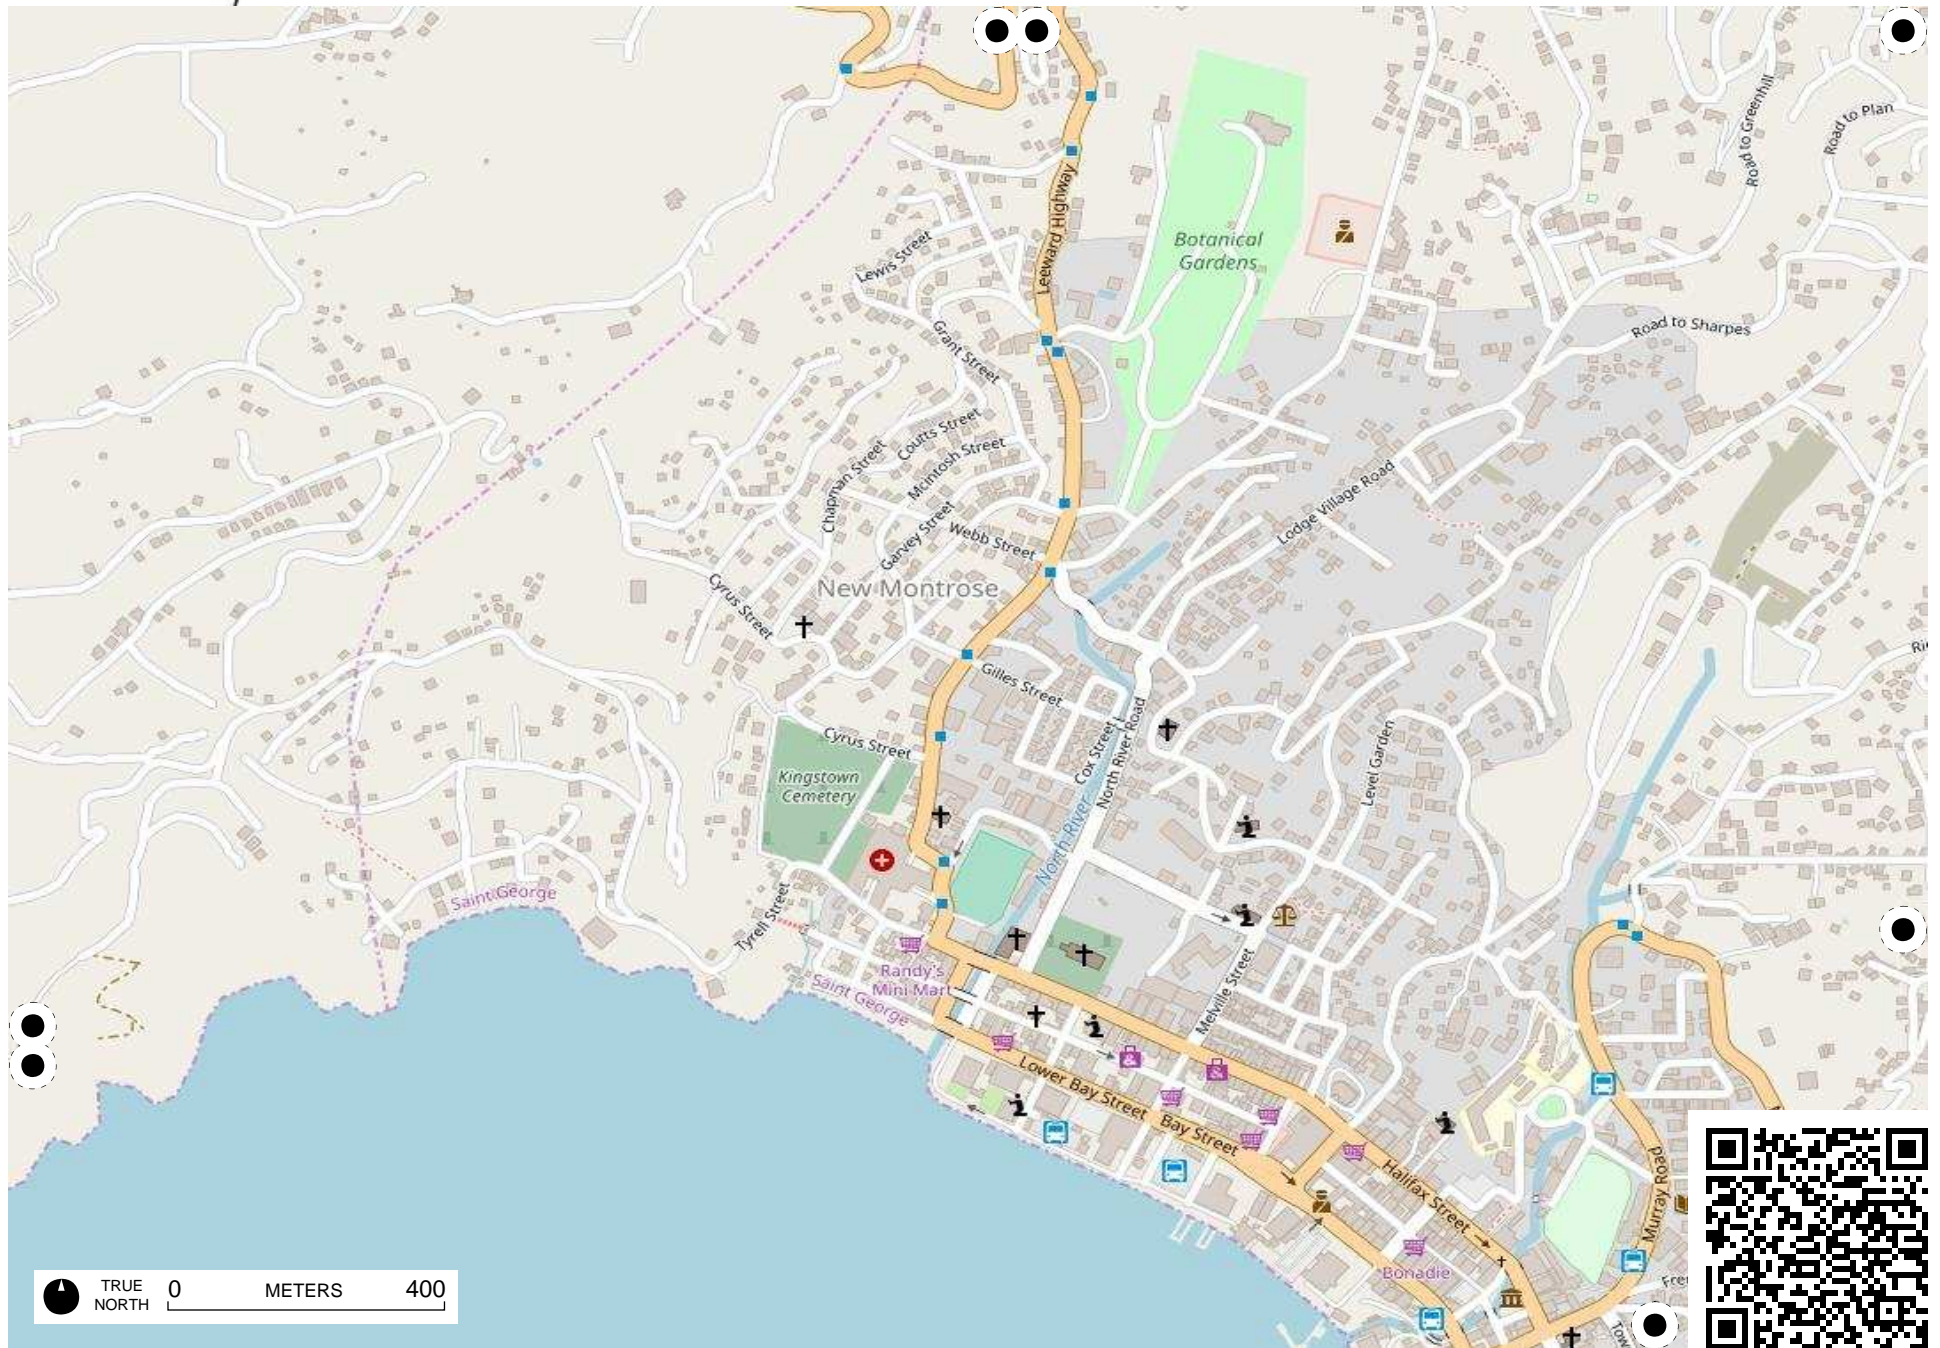 Road to Greenhill
Road to Plan
Leeward Highway
Lewis Street
Botanical
Gardens
Grant Street
Road to Sharpes
Coutts Street
McIntosh Street
Chapman Street
Garvey Street
Webb Street
Lodge Village Road
New Montrose
Cyrus Street
Gilles Street
Cox Street
North River Road
Level Garden
Cyrus Street
Kingstown
Cemetery
North River
Saint George
Tyrell Street
Randy's
Mini Mart
Saint George
Melville Street
Lower Bay Street
Bay Street
Halifax Street
Murray Road
Bonadie
TRUE
NORTH
0
METERS
400